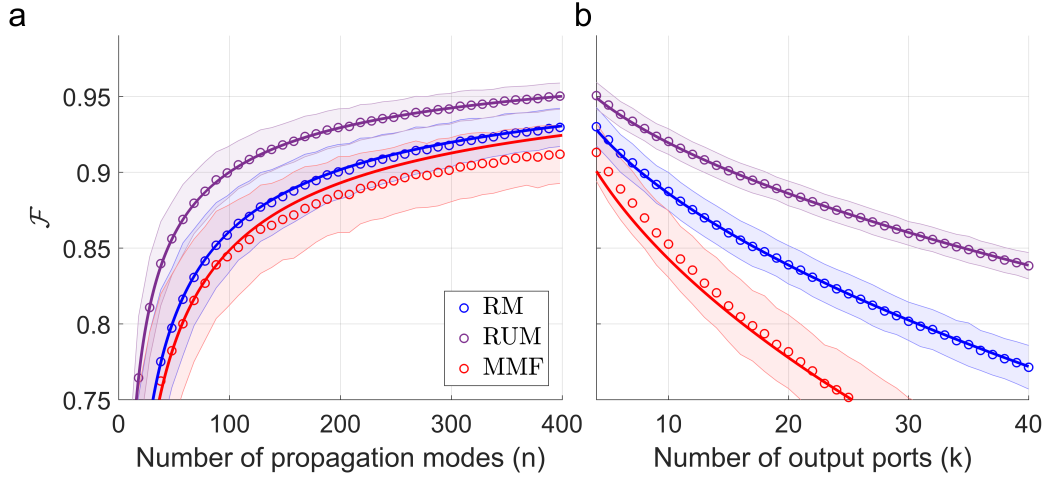 a
b
0.95
0.9
0.85
0.8
0.75
ℱ
0
100
200
300
400
10
20
30
40
RM
RUM
MMF
Number of propagation modes (n)
Number of output ports (k)